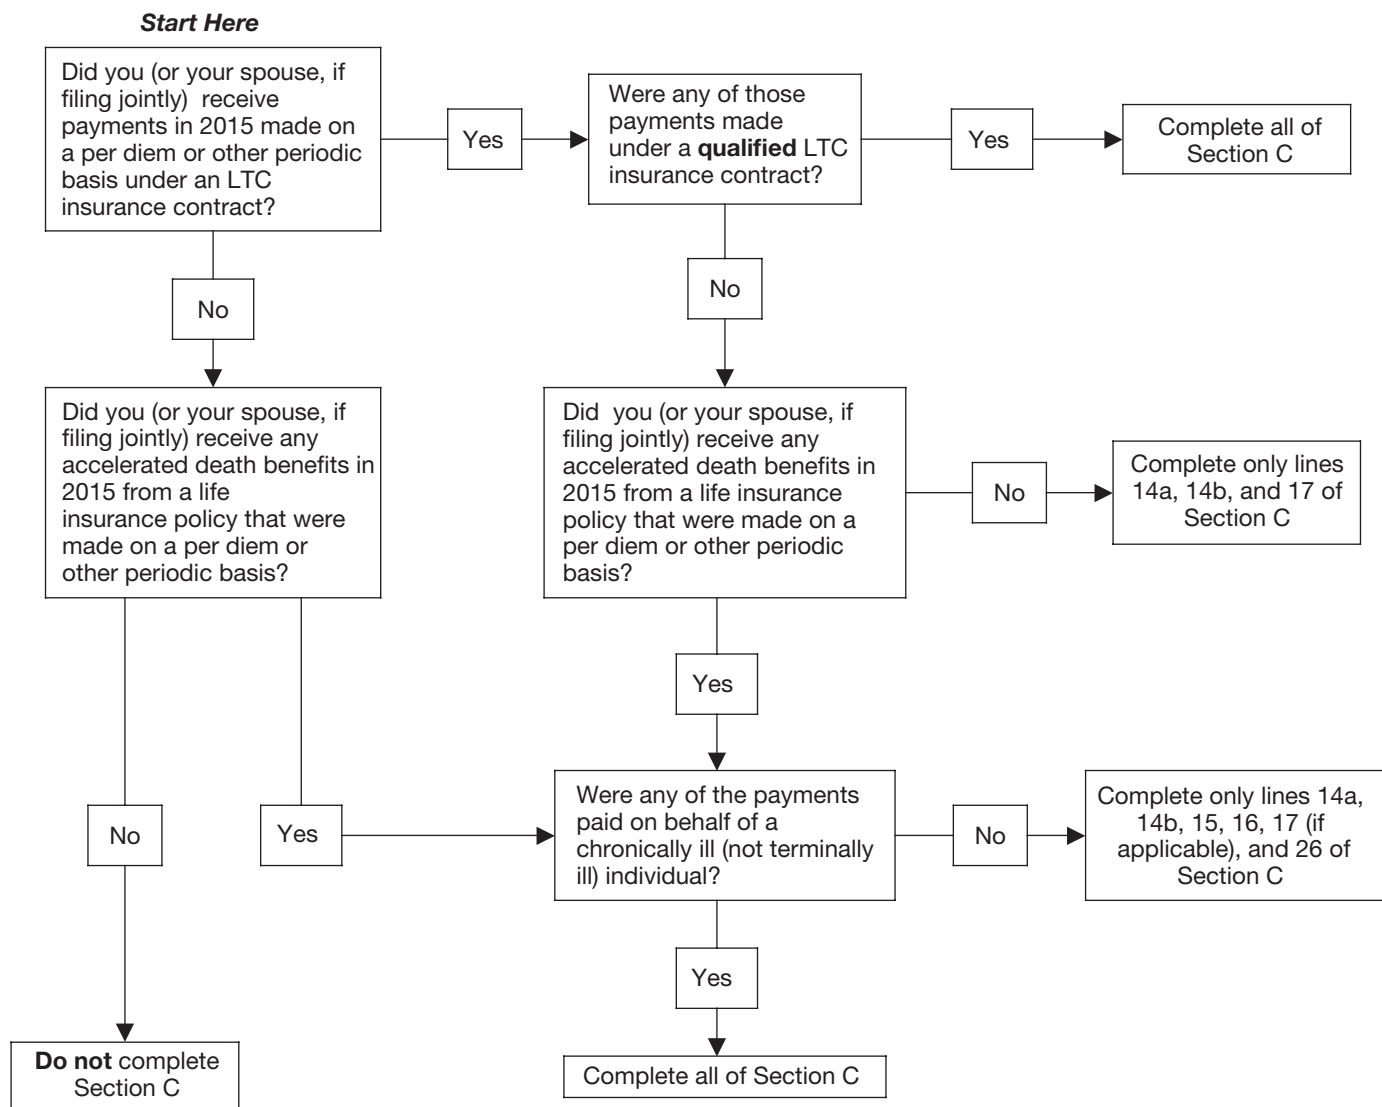 Start Here
Did you (or your spouse, if
filing jointly) receive
payments in 2015 made on
a per diem or other periodic
basis under an LTC
insurance contract?
Yes
Were any of those
payments made
under a qualified LTC
insurance contract?
Yes
Complete all of
Section C
No
No
Did you (or your spouse, if
filing jointly) receive any
accelerated death benefits in
2015 from a life
insurance policy that were
made on a per diem or
other periodic basis?
Did you (or your spouse, if
filing jointly) receive any
accelerated death benefits in
2015 from a life insurance
policy that were made on a
per diem or other periodic
basis?
No
Complete only lines
14a, 14b, and 17 of
Section C
Yes
No
Yes
Were any of the payments
paid on behalf of a
chronically ill (not terminally
ill) individual?
No
Complete only lines 14a,
14b, 15, 16, 17 (if
applicable), and 26 of
Section C
Yes
Do not complete
Section C
Complete all of Section C